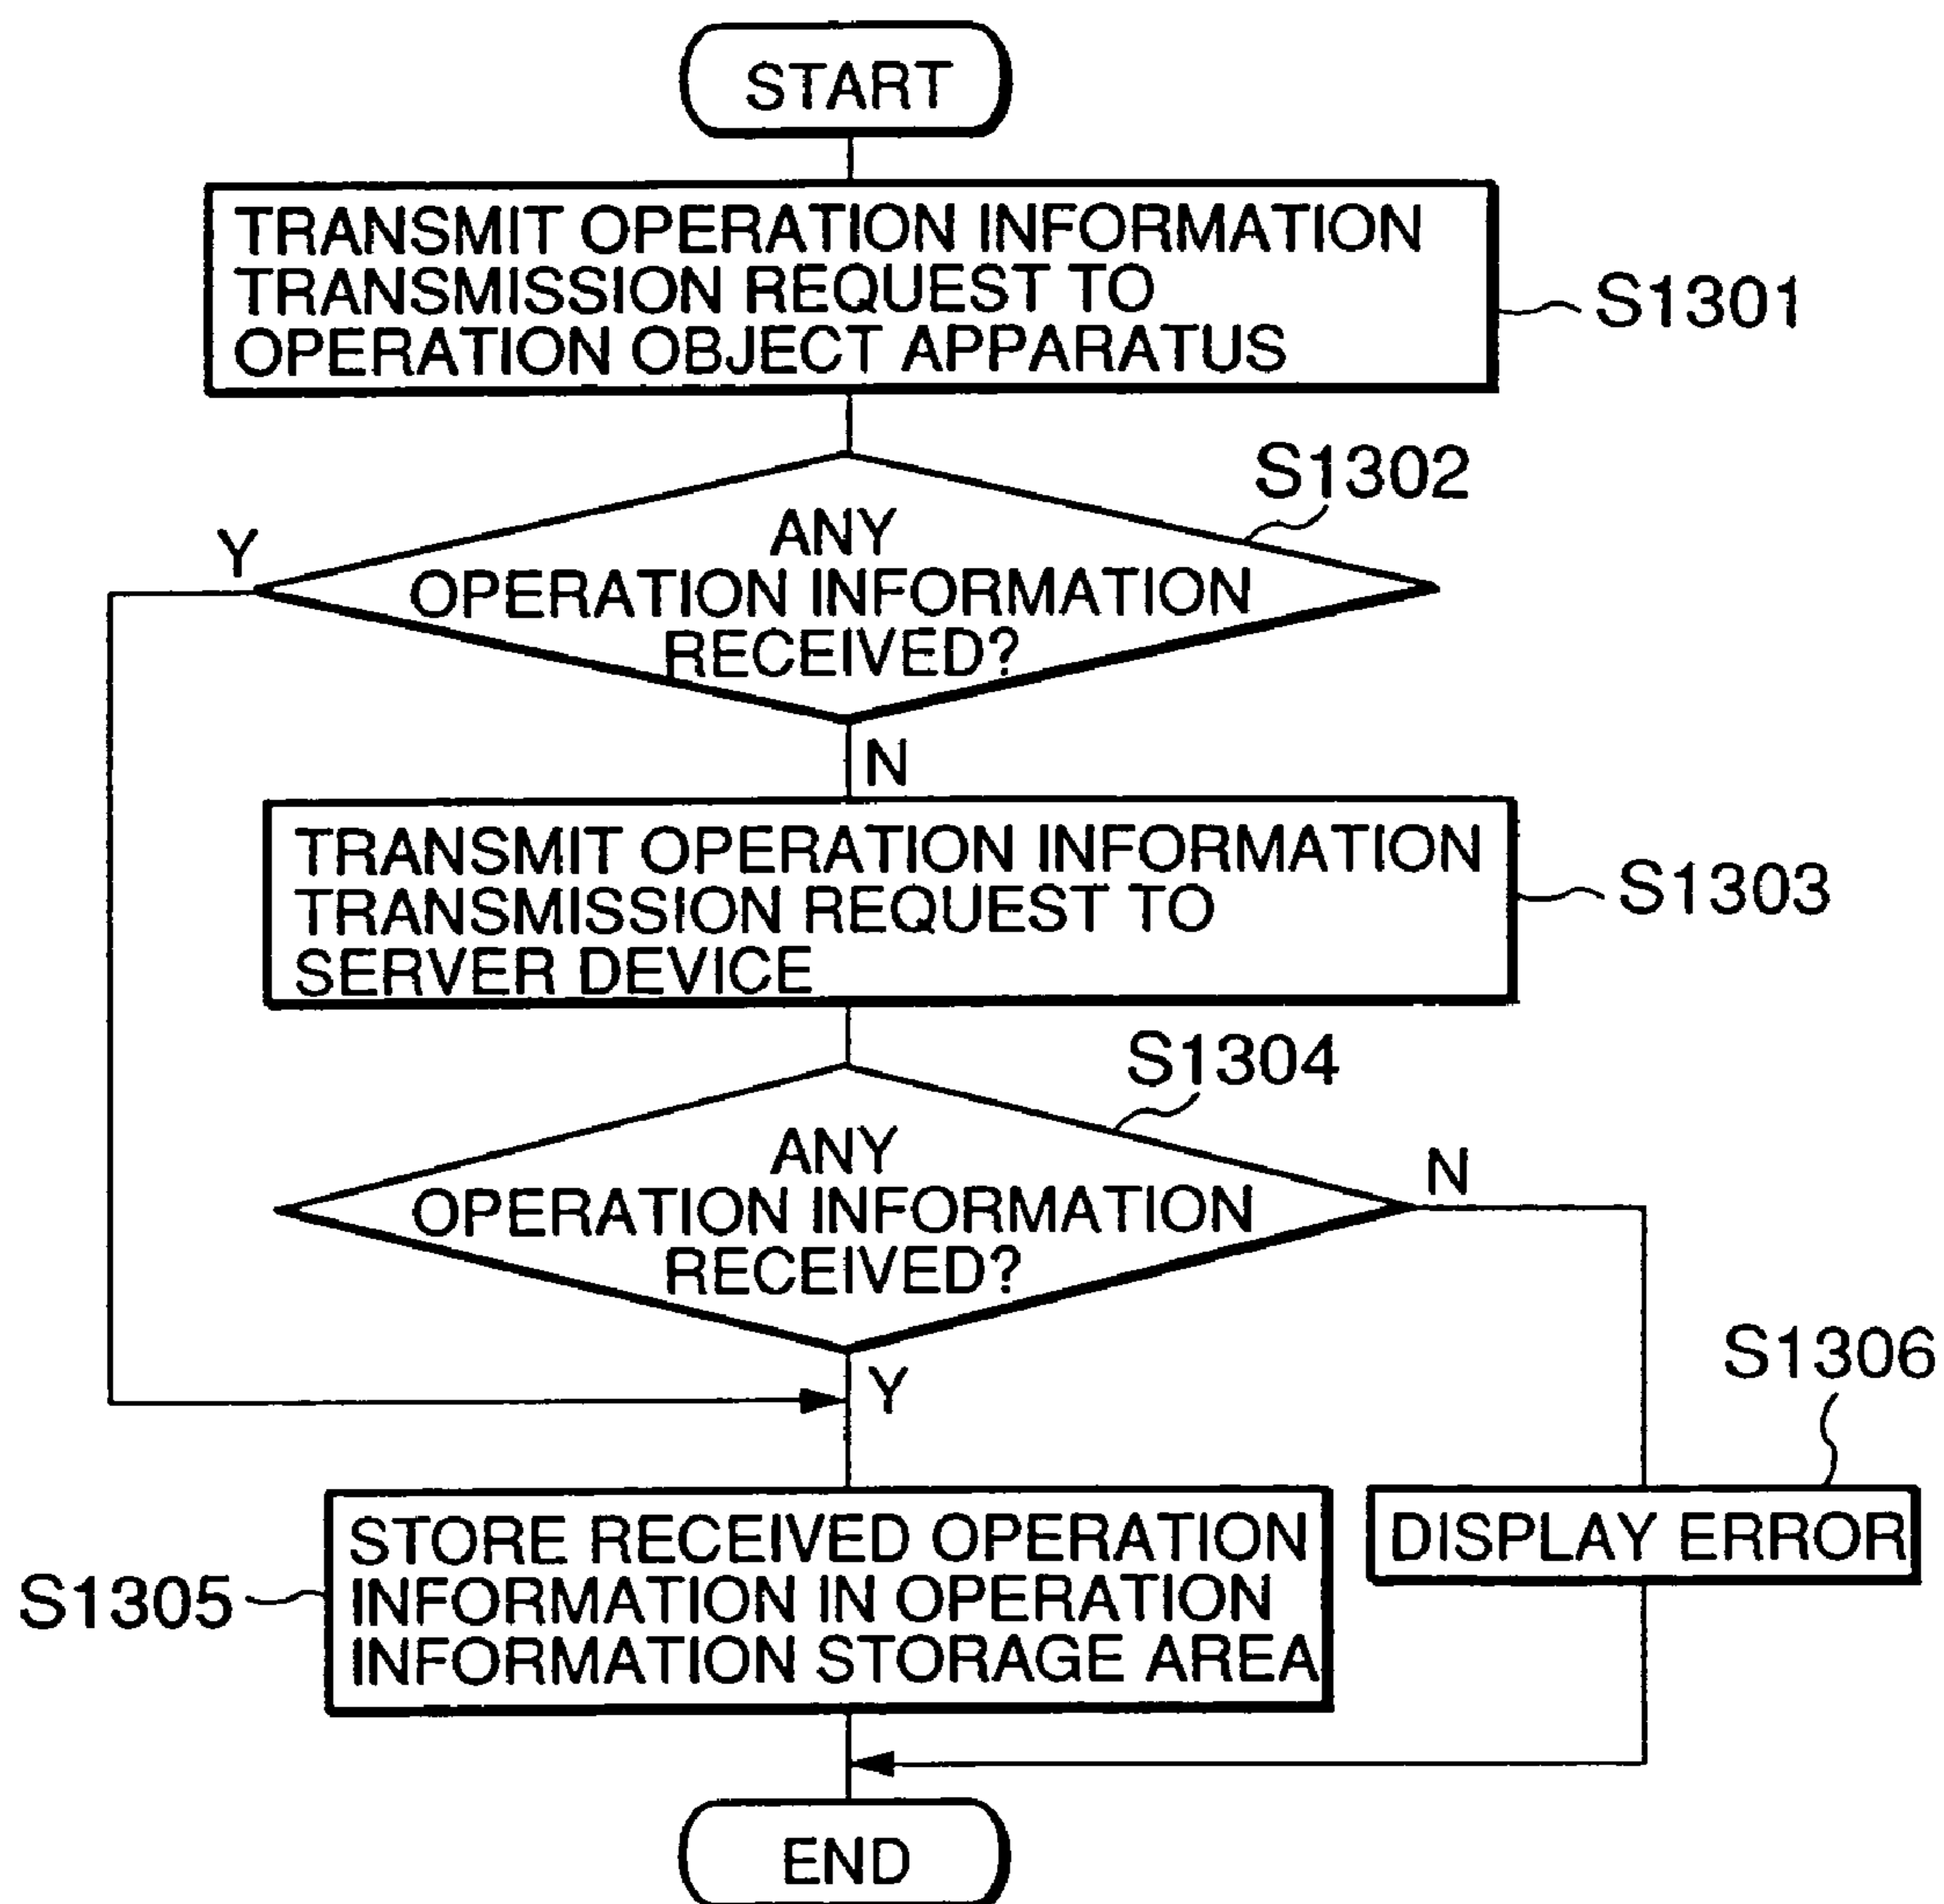 START
TRANSMIT OPERATION INFORMATION
TRANSMISSION REQUEST TO
OPERATION OBJECT APPARATUS
S1301
S1302
Y
ANY
OPERATION INFORMATION
RECEIVED?
N
TRANSMIT OPERATION INFORMATION
TRANSMISSION REQUEST TO
SERVER DEVICE
S1303
S1304
ANY
OPERATION INFORMATION
RECEIVED?
N
Y
S1306
STORE RECEIVED OPERATION
INFORMATION IN OPERATION
INFORMATION STORAGE AREA
S1305
DISPLAY ERROR
END